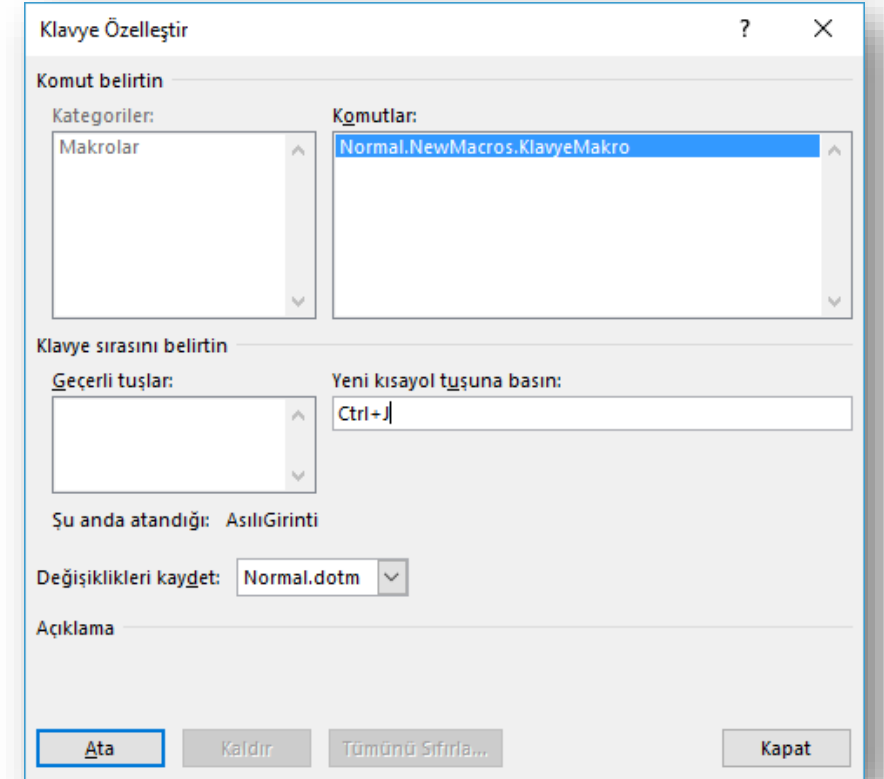 Klavye Özelleştir ?
Komut belirtin
Kategoriler: Komutlar:
Makrolar Normal.NewMacros.KlavyeMakro
Klavye sırasını belirtin
Geçerli tuşlar: Yeni kısayol tuşuna basın:
Ctrl+J
Şu anda atandığı: AsılıGirinti
Değişiklikleri kaydet: Normal.dotm
Açıklama
Ata Kaldır Tümünü Sıfırla... Kapat